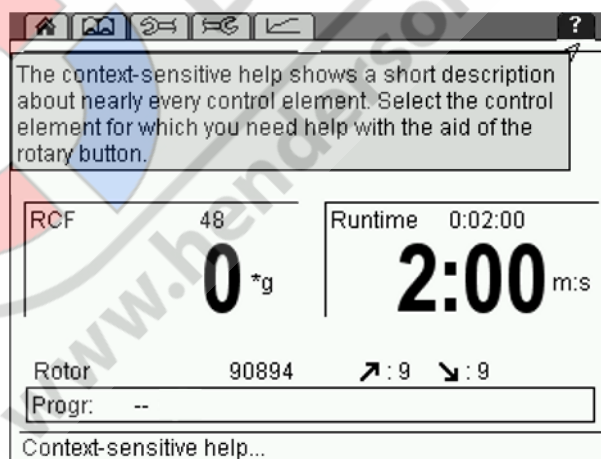 ?
The context-sensitive help shows a short description
about nearly every control element. Select the control
element for which you need help with the aid of the
rotary button.
RCF 48
0 *g
Runtime 0:02:00
2:00 m:s
Rotor 90894 ↗ : 9 ↘ : 9
Progr: --
Context-sensitive help...
www.henderson